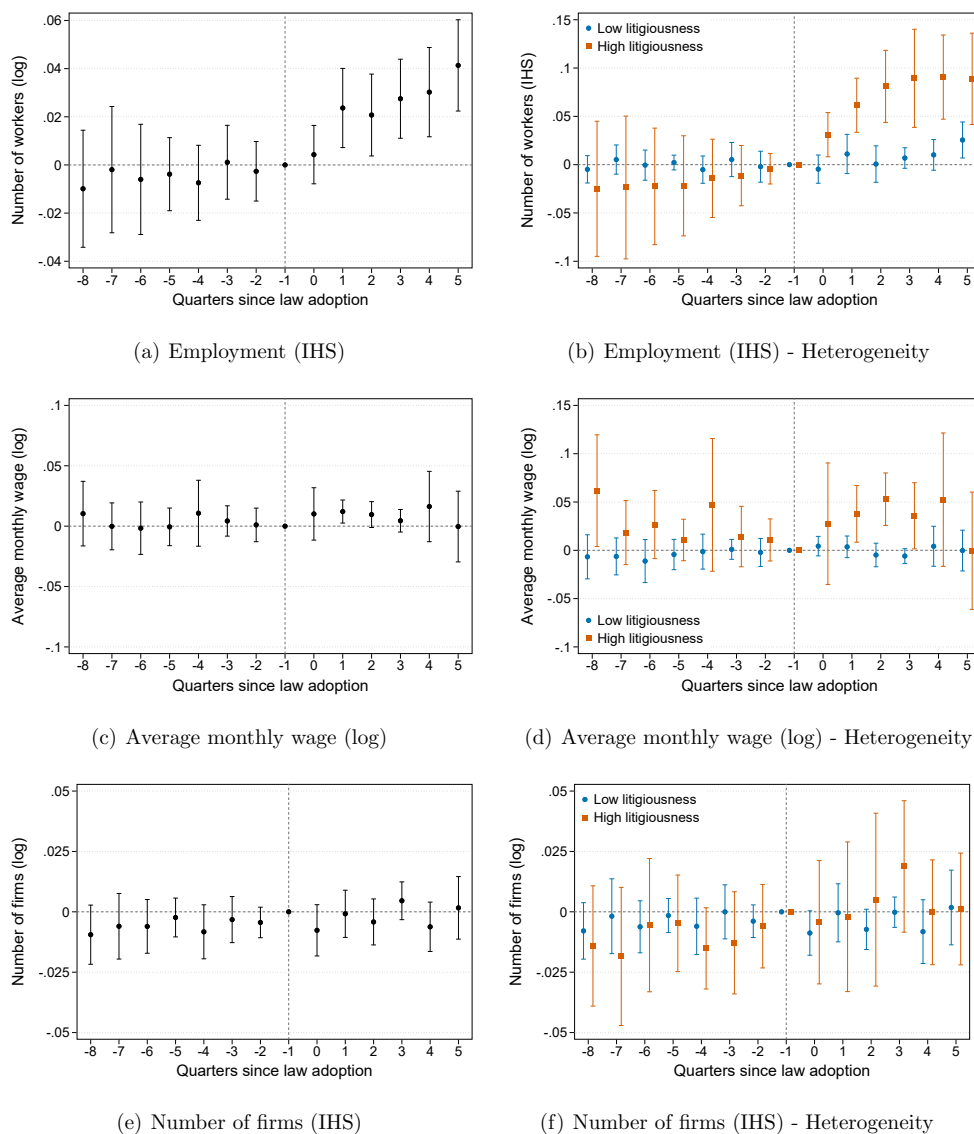 Number of workers (log)
.06
.04
.02
0
-.02
-.04
-8 -7 -6 -5 -4 -3 -2 -1 0 1 2 3 4 5
Quarters since law adoption
(a) Employment (IHS)
Number of workers (IHS)
.15
.1
.05
0
-.05
-.1
Low litigiousness
High litigiousness
-8 -7 -6 -5 -4 -3 -2 -1 0 1 2 3 4 5
Quarters since law adoption
(b) Employment (IHS) - Heterogeneity
Average monthly wage (log)
.1
.05
0
-.05
-.1
-8 -7 -6 -5 -4 -3 -2 -1 0 1 2 3 4 5
Quarters since law adoption
(c) Average monthly wage (log)
Average monthly wage (log)
.15
.1
.05
0
-.05
-.1
Low litigiousness
High litigiousness
-8 -7 -6 -5 -4 -3 -2 -1 0 1 2 3 4 5
Quarters since law adoption
(d) Average monthly wage (log) - Heterogeneity
Number of firms (log)
.05
.025
0
-.025
-.05
-8 -7 -6 -5 -4 -3 -2 -1 0 1 2 3 4 5
Quarters since law adoption
(e) Number of firms (IHS)
Number of firms (log)
.05
.025
0
-.025
-.05
Low litigiousness
High litigiousness
-8 -7 -6 -5 -4 -3 -2 -1 0 1 2 3 4 5
Quarters since law adoption
(f) Number of firms (IHS) - Heterogeneity